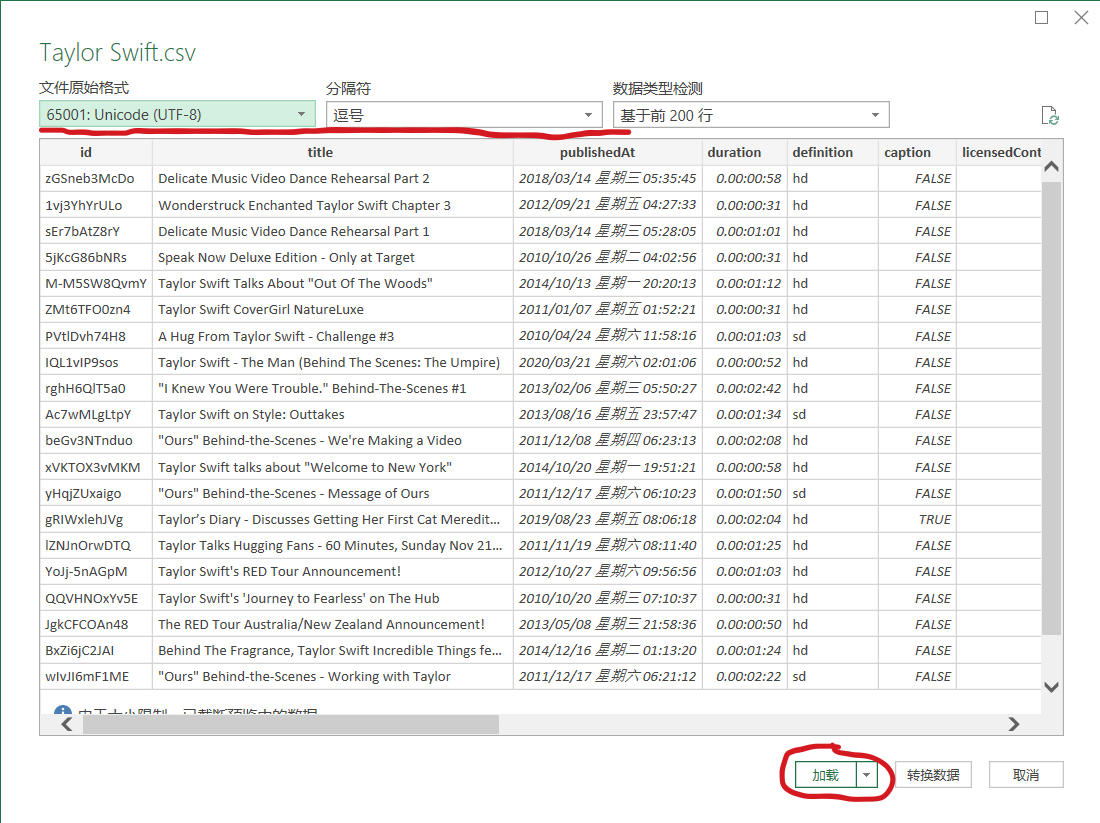 Taylor Swift.csv
文件原始格式 分隔符 数据类型检测
65001: Unicode (UTF-8) 逗号 基于前 200 行
id title publishedAt duration definition caption licensedCont
zGSneb3McDo Delicate Music Video Dance Rehearsal Part 2 2018/03/14 星期三 05:35:45 0.00:00:58 hd FALSE
1vj3YhYrULo Wonderstruck Enchanted Taylor Swift Chapter 3 2012/09/21 星期五 04:27:33 0.00:00:31 hd FALSE
sEr7bAtZ8rY Delicate Music Video Dance Rehearsal Part 1 2018/03/14 星期三 05:28:05 0.00:01:01 hd FALSE
5jKcG86bNRs Speak Now Deluxe Edition - Only at Target 2010/10/26 星期二 04:02:56 0.00:00:31 hd FALSE
M-M5SW8QvmY Taylor Swift Talks About "Out Of The Woods" 2014/10/13 星期一 20:20:13 0.00:01:12 hd FALSE
ZMt6TFO0zn4 Taylor Swift CoverGirl NatureLuxe 2011/01/07 星期五 01:52:21 0.00:00:31 hd FALSE
PVtlDvh74H8 A Hug From Taylor Swift - Challenge #3 2010/04/24 星期六 11:58:16 0.00:01:03 sd FALSE
IQL1vIP9sos Taylor Swift - The Man (Behind The Scenes: The Umpire) 2020/03/21 星期六 02:01:06 0.00:00:52 hd FALSE
rghH6QlT5a0 "I Knew You Were Trouble." Behind-The-Scenes #1 2013/02/06 星期三 05:50:27 0.00:02:42 hd FALSE
Ac7wMLgLtpY Taylor Swift on Style: Outtakes 2013/08/16 星期五 23:57:47 0.00:01:34 sd FALSE
beGv3NTnduo "Ours" Behind-the-Scenes - We're Making a Video 2011/12/08 星期四 06:23:13 0.00:02:08 hd FALSE
xVKTOX3vMKM Taylor Swift talks about "Welcome to New York" 2014/10/20 星期一 19:51:21 0.00:00:58 hd FALSE
yHqjZUxaigo "Ours" Behind-the-Scenes - Message of Ours 2011/12/17 星期六 06:10:23 0.00:01:50 sd FALSE
gRIWxlehJVg Taylor’s Diary - Discusses Getting Her First Cat Meredit... 2019/08/23 星期五 08:06:18 0.00:02:04 hd TRUE
lZNJnOrwDTQ Taylor Talks Hugging Fans - 60 Minutes, Sunday Nov 21... 2011/11/19 星期六 08:11:40 0.00:01:25 hd FALSE
YoJj-5nAGpM Taylor Swift's RED Tour Announcement! 2012/10/27 星期六 09:56:56 0.00:01:03 hd FALSE
QQVHNOxYv5E Taylor Swift's 'Journey to Fearless' on The Hub 2010/10/20 星期三 07:10:37 0.00:00:31 hd FALSE
JgkCFCOAn48 The RED Tour Australia/New Zealand Announcement! 2013/05/08 星期三 21:58:36 0.00:00:50 hd FALSE
BxZi6jC2JAI Behind The Fragrance, Taylor Swift Incredible Things fe... 2014/12/16 星期二 01:13:20 0.00:01:24 hd FALSE
wIvJI6mF1ME "Ours" Behind-the-Scenes - Working with Taylor 2011/12/17 星期六 06:21:12 0.00:02:22 sd FALSE
由于大小限制，已截断预览中的数据
加载 转换数据 取消